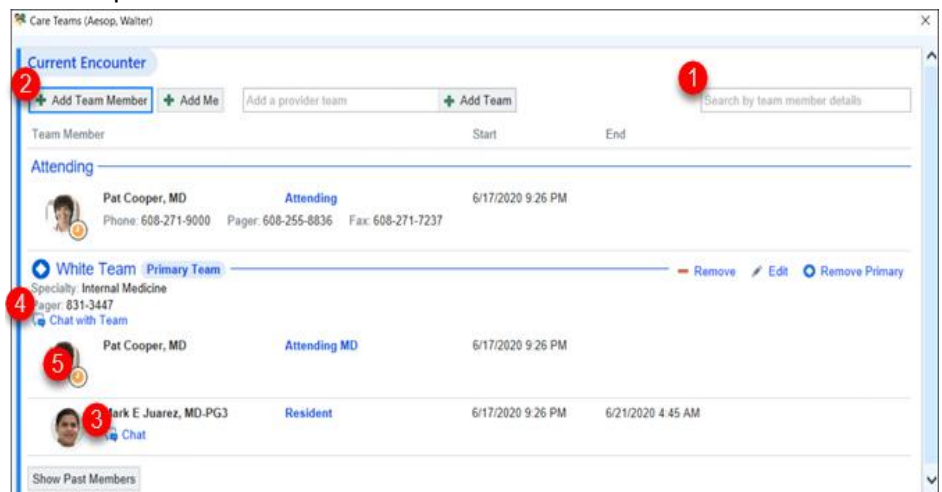 Care Teams (Aesop, Walter)
Current Encounter
1
2
Add Team Member Add Me Add a provider team Add Team Search by team member details
Team Member Start End
Attending
Pat Cooper, MD Attending 6/17/2020 9:26 PM
Phone: 608-271-9000 Pager: 608-255-8836 Fax: 608-271-7237
White Team Primary Team Remove Edit Remove Primary
Specialty: Internal Medicine
4 Pager: 831-3447
Chat with Team
Pat Cooper, MD Attending MD 6/17/2020 9:26 PM
5
3 Mark E Juarez, MD-PG3 Resident 6/17/2020 9:26 PM 6/21/2020 4:45 AM
Chat
Show Past Members